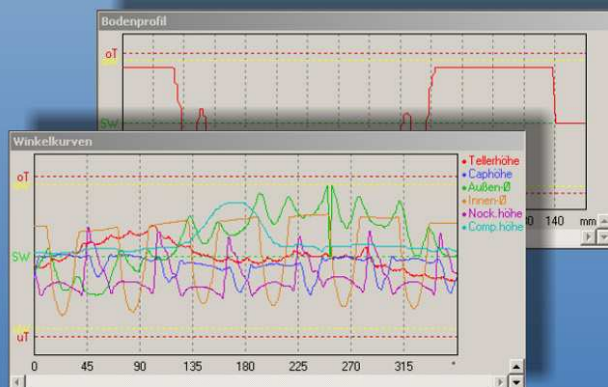 Bodenprofil
oT
SW
80 140 mm
Winkelkurven
oT
SW
uT
• Tellerhöhe
• Caphöhe
• Außen-Ø
• Innen-Ø
• Nock.höhe
• Comp.höhe
0 45 90 135 180 225 270 315 °